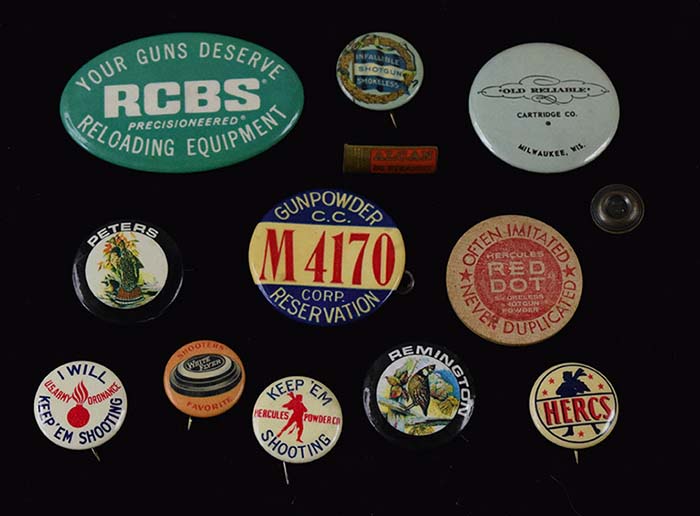 YOUR GUNS DESERVE
RCBS®
PRECISIONEERED®
RELOADING EQUIPMENT
INFALLIBLE
SHOTGUN
SMOKELESS
OLD RELIABLE
CARTRIDGE CO.
MILWAUKEE, WIS.
ALCAN
PETERS
GUNPOWDER
C.C.
M 4170
CORP.
RESERVATION
OFTEN IMITATED
HERCULES
RED
DOT
SMOKELESS
SHOTGUN
POWDER
NEVER DUPLICATED
I WILL
US ARMY ORDNANCE
KEEP 'EM SHOOTING
SHOOTERS
WHITE FLYER
FAVORITE
KEEP 'EM
HERCULES POWDER CO
SHOOTING
REMINGTON
HERCS